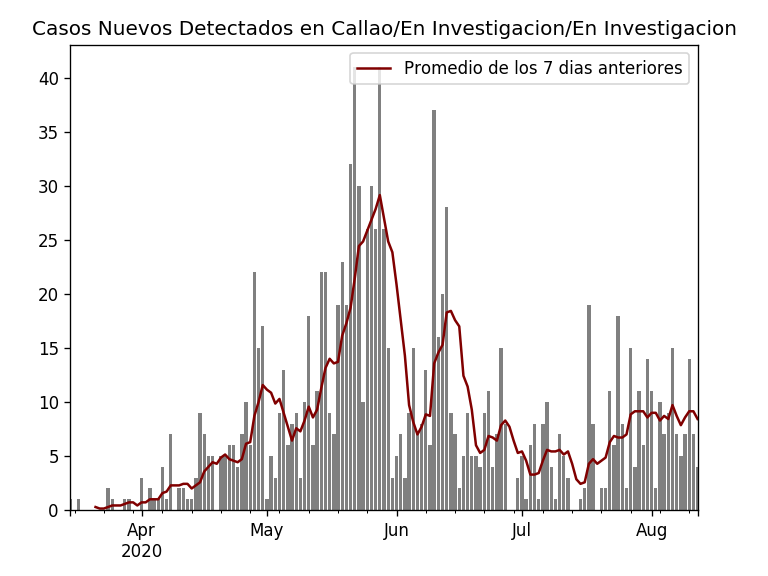 Casos Nuevos Detectados en Callao/En Investigacion/En Investigacion
Promedio de los 7 dias anteriores
40
35
30
25
20
15
10
5
0
Apr
2020
May
Jun
Jul
Aug